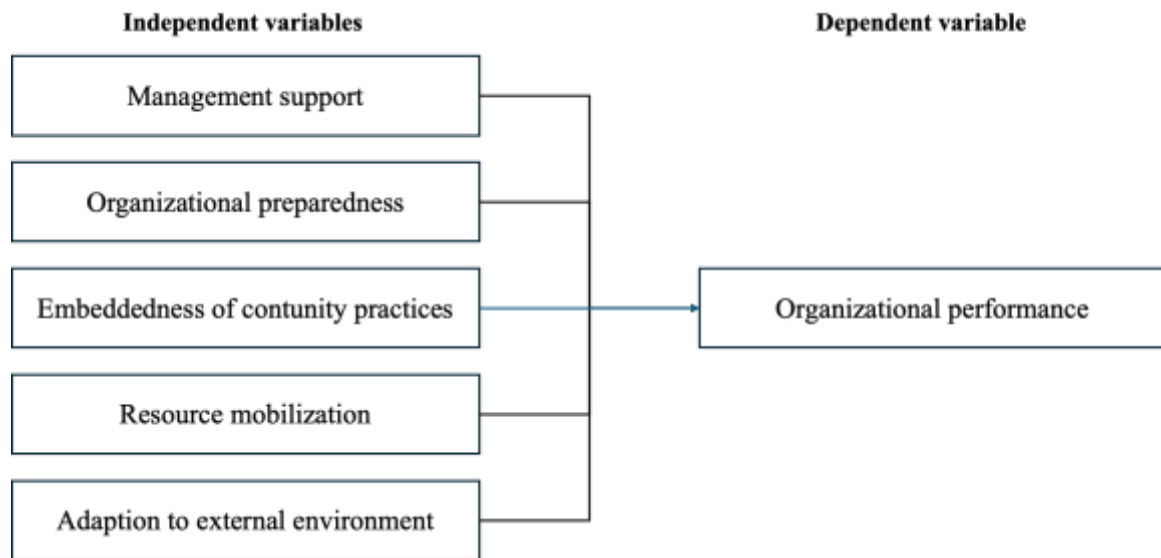 Independent variables
Dependent variable
Management support
Organizational preparedness
Embeddedness of contunity practices
Organizational performance
Resource mobilization
Adaption to external environment